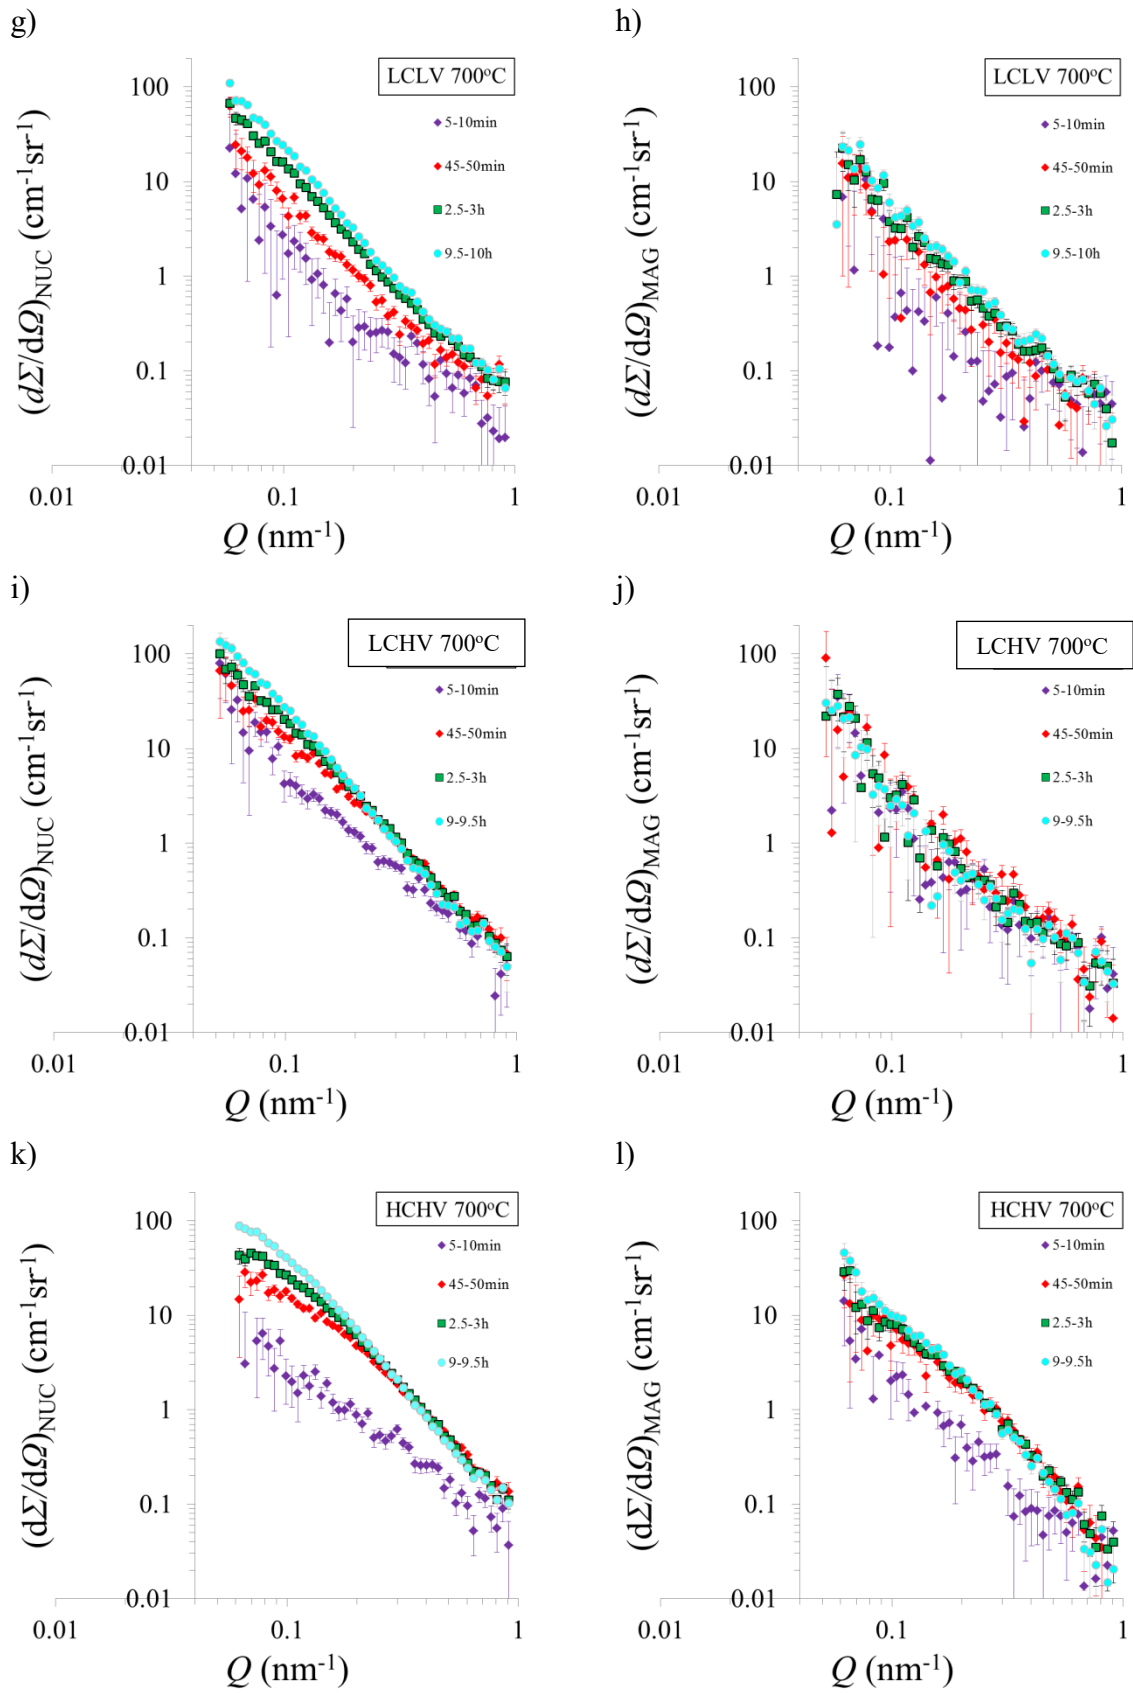 g)
LCLV 700°C
(dΣ/dΩ)NUC (cm-1sr-1)
100
10
1
0.1
0.01
5-10min
45-50min
2.5-3h
9.5-10h
0.01 0.1 1
Q (nm-1)
h)
LCLV 700°C
(dΣ/dΩ)MAG (cm-1sr-1)
100
10
1
0.1
0.01
5-10min
45-50min
2.5-3h
9.5-10h
0.01 0.1 1
Q (nm-1)
i)
LCHV 700°C
(dΣ/dΩ)NUC (cm-1sr-1)
100
10
1
0.1
0.01
5-10min
45-50min
2.5-3h
9-9.5h
0.01 0.1 1
Q (nm-1)
j)
LCHV 700°C
(dΣ/dΩ)MAG (cm-1sr-1)
100
10
1
0.1
0.01
5-10min
45-50min
2.5-3h
9-9.5h
0.01 0.1 1
Q (nm-1)
k)
HCHV 700°C
(dΣ/dΩ)NUC (cm-1sr-1)
100
10
1
0.1
0.01
5-10min
45-50min
2.5-3h
9-9.5h
0.01 0.1 1
Q (nm-1)
l)
HCHV 700°C
(dΣ/dΩ)MAG (cm-1sr-1)
100
10
1
0.1
0.01
5-10min
45-50min
2.5-3h
9-9.5h
0.01 0.1 1
Q (nm-1)